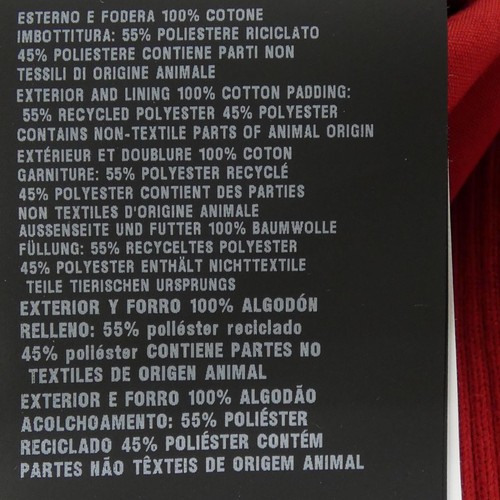 ESTERNO E FODERA 100% COTONE
IMBOTTITURA: 55% POLIESTERE RICICLATO
45% POLIESTERE CONTIENE PARTI NON
TESSILI DI ORIGINE ANIMALE
EXTERIOR AND LINING 100% COTTON PADDING:
55% RECYCLED POLYESTER 45% POLYESTER
CONTAINS NON-TEXTILE PARTS OF ANIMAL ORIGIN
EXTÉRIEUR ET DOUBLURE 100% COTON
GARNITURE: 55% POLYESTER RECYCLÉ
45% POLYESTER CONTIENT DES PARTIES
NON TEXTILES D'ORIGINE ANIMALE
AUSSENSEITE UND FUTTER 100% BAUMWOLLE
FÜLLUNG: 55% RECYCELTES POLYESTER
45% POLYESTER ENTHÄLT NICHTTEXTILE
TEILE TIERISCHEN URSPRUNGS
EXTERIOR Y FORRO 100% ALGODÓN
RELLENO: 55% poliéster reciclado
45% poliéster CONTIENE PARTES NO
TEXTILES DE ORIGEN ANIMAL
EXTERIOR E FORRO 100% ALGODÃO
ACOLCHOAMENTO: 55% POLIÉSTER
RECICLADO 45% POLIÉSTER CONTÉM
PARTES NÃO TÊXTEIS DE ORIGEM ANIMAL